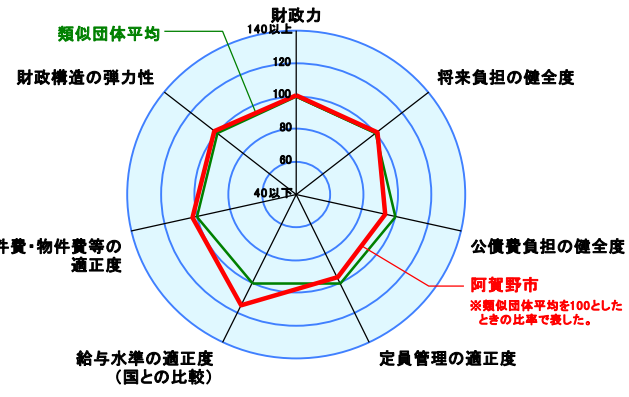 財政力
類似団体平均
140以上
120
100
80
60
40以下
財政構造の弾力性
将来負担の健全度
件費・物件費等の
適正度
公債費負担の健全度
阿賀野市
※類似団体平均を100とした
ときの比率で表した。
給与水準の適正度
（国との比較）
定員管理の適正度